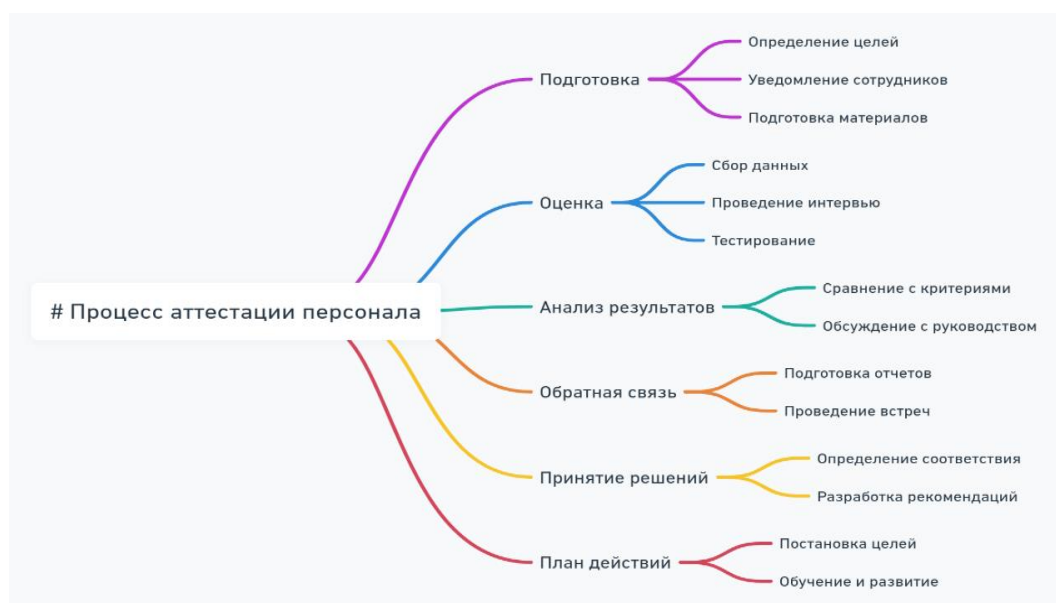 # Процесс аттестации персонала
Подготовка
Определение целей
Уведомление сотрудников
Подготовка материалов
Оценка
Сбор данных
Проведение интервью
Тестирование
Анализ результатов
Сравнение с критериями
Обсуждение с руководством
Обратная связь
Подготовка отчетов
Проведение встреч
Принятие решений
Определение соответствия
Разработка рекомендаций
План действий
Постановка целей
Обучение и развитие